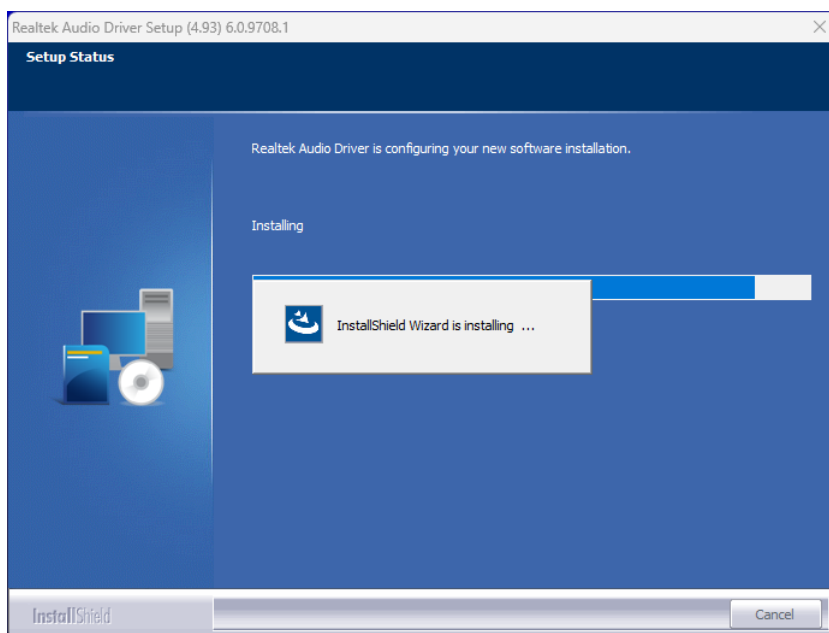 Realtek Audio Driver Setup (4.93) 6.0.9708.1
Setup Status
Realtek Audio Driver is configuring your new software installation.
Installing
InstallShield Wizard is installing ...
InstallShield
Cancel